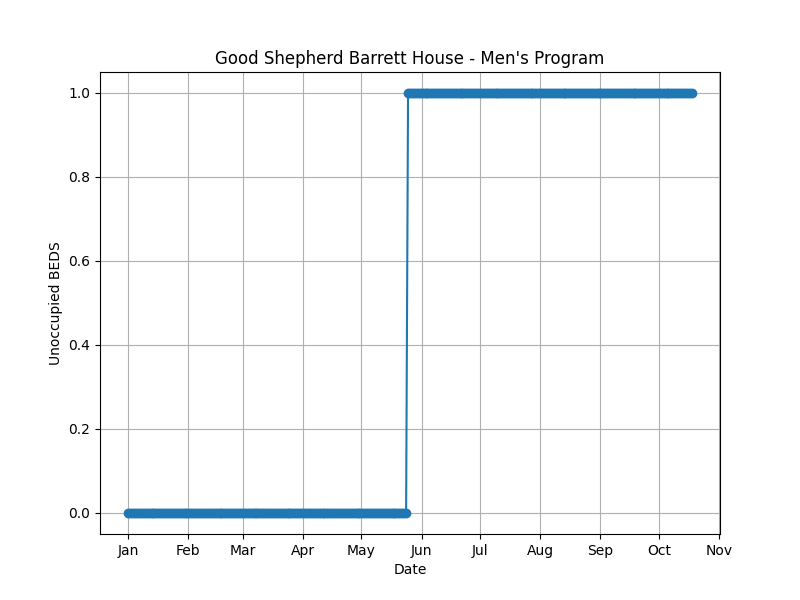 Good Shepherd Barrett House - Men's Program
Unoccupied BEDS
1.0
0.8
0.6
0.4
0.2
0.0
Jan Feb Mar Apr May Jun Jul Aug Sep Oct Nov
Date